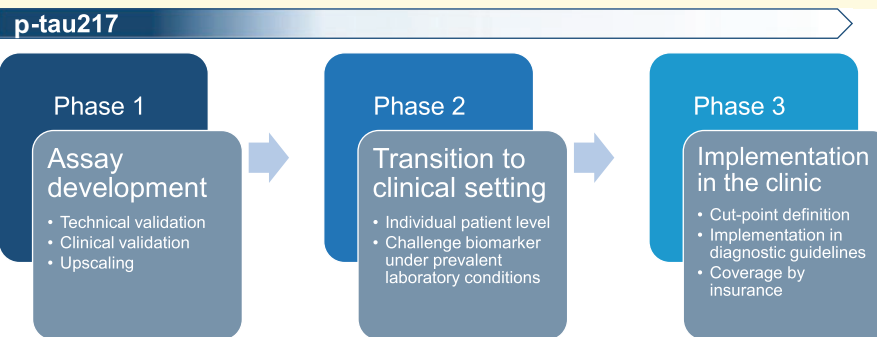 p-tau217
Phase 1
Assay
development
• Technical validation
• Clinical validation
• Upscaling
Phase 2
Transition to
clinical setting
• Individual patient level
• Challenge biomarker
under prevalent
laboratory conditions
Phase 3
Implementation
in the clinic
• Cut-point definition
• Implementation in
diagnostic guidelines
• Coverage by
insurance